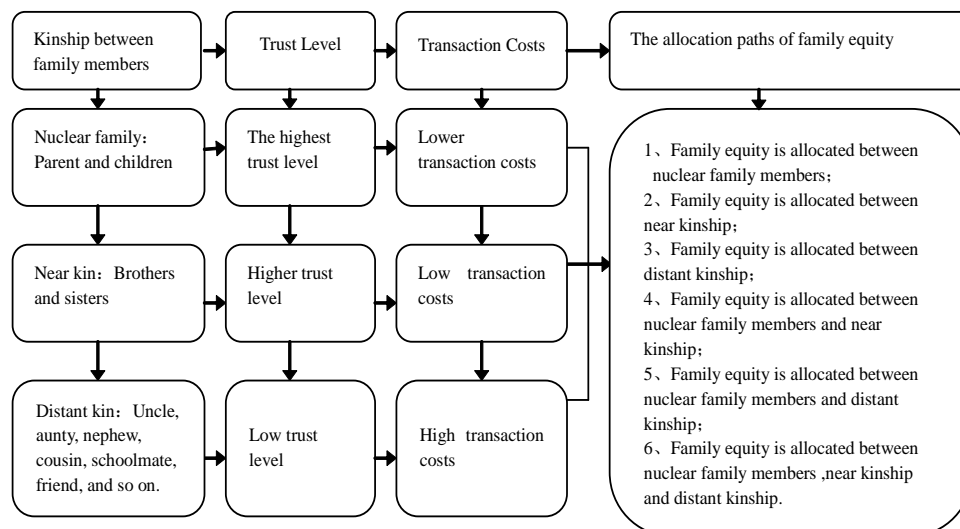 Kinship between
family members
Trust Level
Transaction Costs
The allocation paths of family equity
Nuclear family：
Parent and children
The highest
trust level
Lower
transaction costs
Near kin：Brothers
and sisters
Higher trust
level
Low transaction
costs
Distant kin：Uncle,
aunty, nephew,
cousin, schoolmate,
friend, and so on.
Low trust
level
High transaction
costs
1、Family equity is allocated between
nuclear family members；
2、Family equity is allocated between
near kinship；
3、Family equity is allocated between
distant kinship；
4、Family equity is allocated between
nuclear family members and near
kinship；
5、Family equity is allocated between
nuclear family members and distant
kinship；
6、Family equity is allocated between
nuclear family members ,near kinship
and distant kinship.